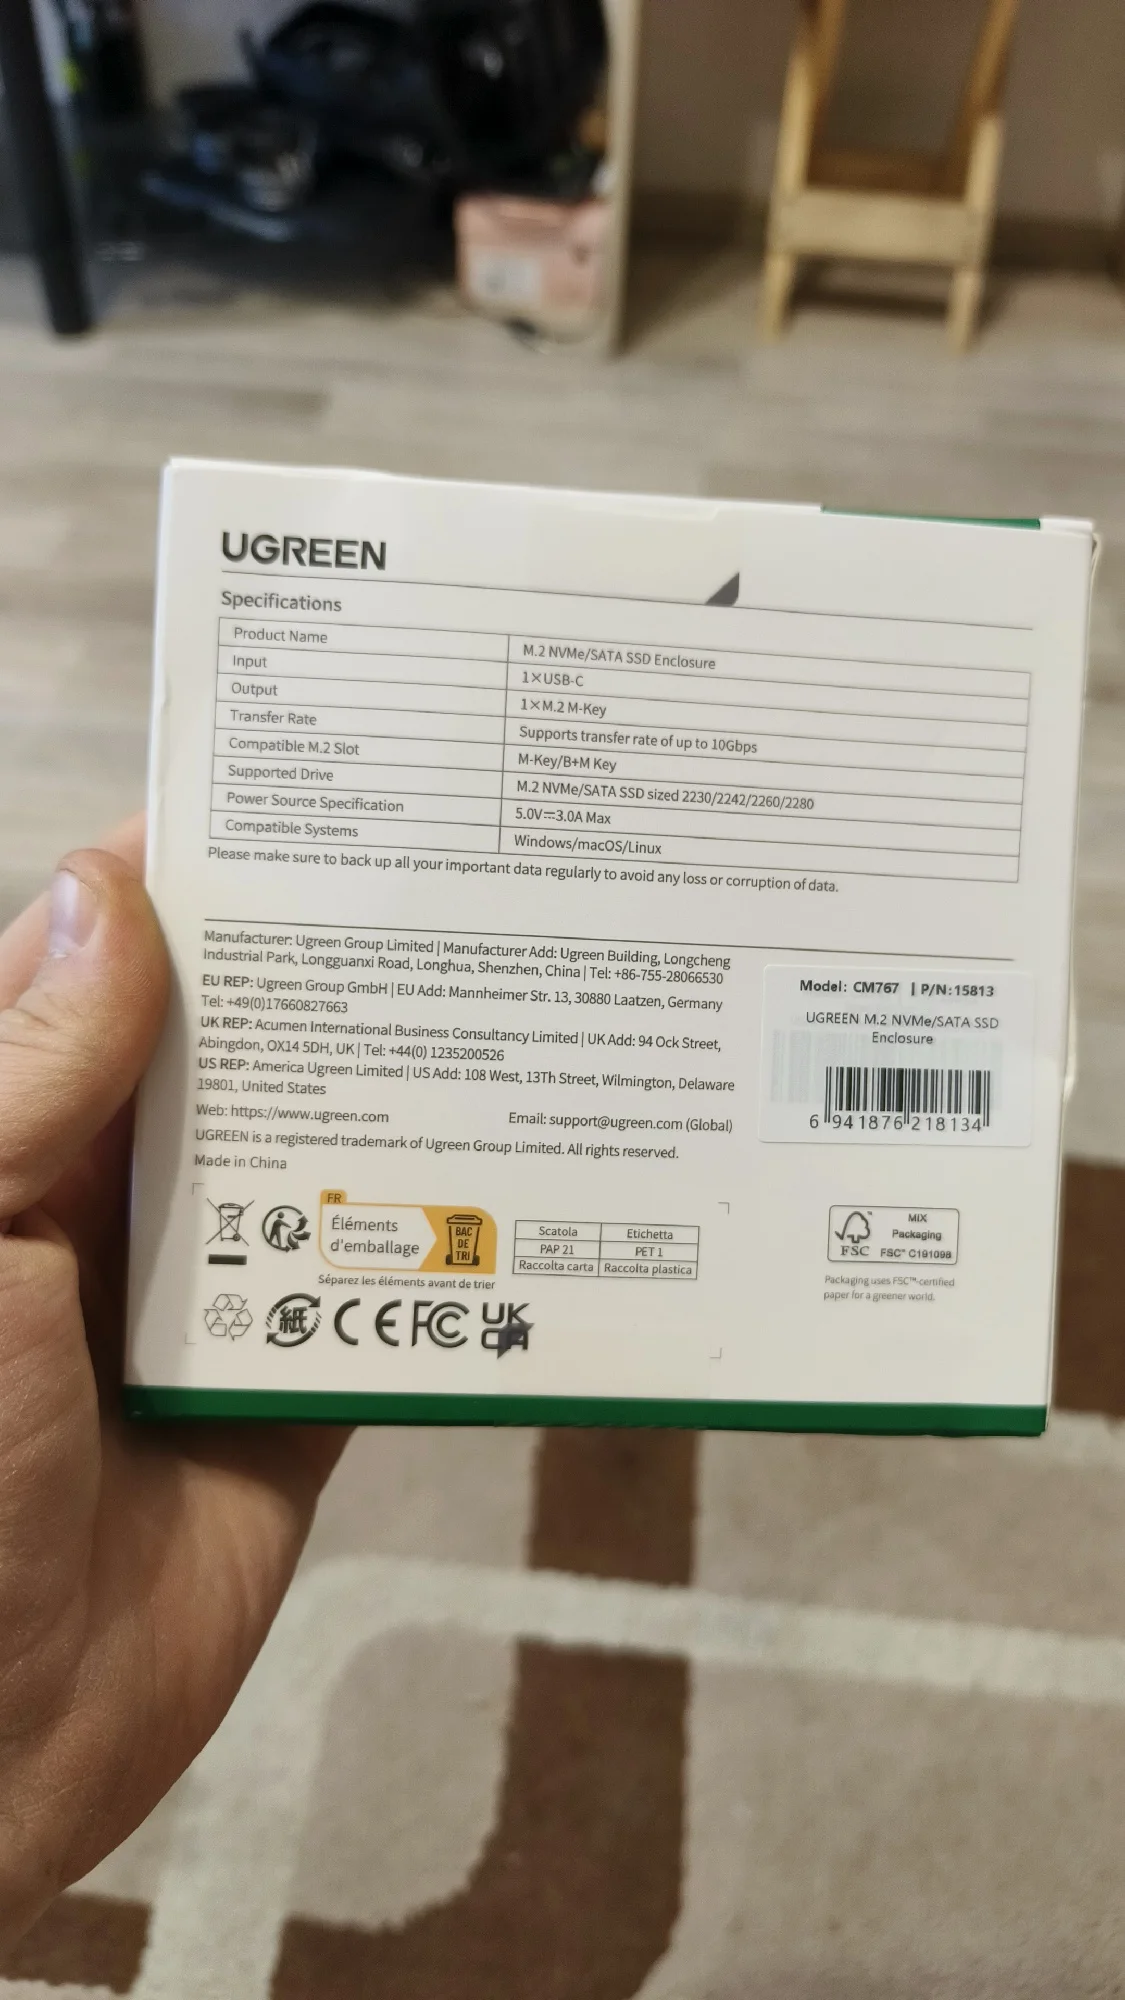 UGREEN
Specifications
Product Name M.2 NVMe/SATA SSD Enclosure
Input 1×USB-C
Output 1×M.2 M-Key
Transfer Rate Supports transfer rate of up to 10Gbps
Compatible M.2 Slot M-Key/B+M Key
Supported Drive M.2 NVMe/SATA SSD sized 2230/2242/2260/2280
Power Source Specification 5.0V⎓3.0A Max
Compatible Systems Windows/macOS/Linux
Please make sure to back up all your important data regularly to avoid any loss or corruption of data.
Manufacturer: Ugreen Group Limited | Manufacturer Add: Ugreen Building, Longcheng
Industrial Park, Longguanxi Road, Longhua, Shenzhen, China | Tel: +86-755-28066530
EU REP: Ugreen Group GmbH | EU Add: Mannheimer Str. 13, 30880 Laatzen, Germany
Tel: +49(0)17660827663
UK REP: Acumen International Business Consultancy Limited | UK Add: 94 Ock Street,
Abingdon, OX14 5DH, UK | Tel: +44(0) 1235200526
US REP: America Ugreen Limited | US Add: 108 West, 13Th Street, Wilmington, Delaware
19801, United States
Web: https://www.ugreen.com Email: support@ugreen.com (Global)
UGREEN is a registered trademark of Ugreen Group Limited. All rights reserved.
Made in China
Model: CM767 | P/N:15813
UGREEN M.2 NVMe/SATA SSD
Enclosure
6 941876 218134
FR
Éléments
d'emballage
BAC
DE
TRI
Séparez les éléments avant de trier
Scatola Etichetta
PAP 21 PET 1
Raccolta carta Raccolta plastica
FSC
MIX
Packaging
FSC™ C191098
Packaging uses FSC™-certified
paper for a greener world.
紙 CE FC UK
CA